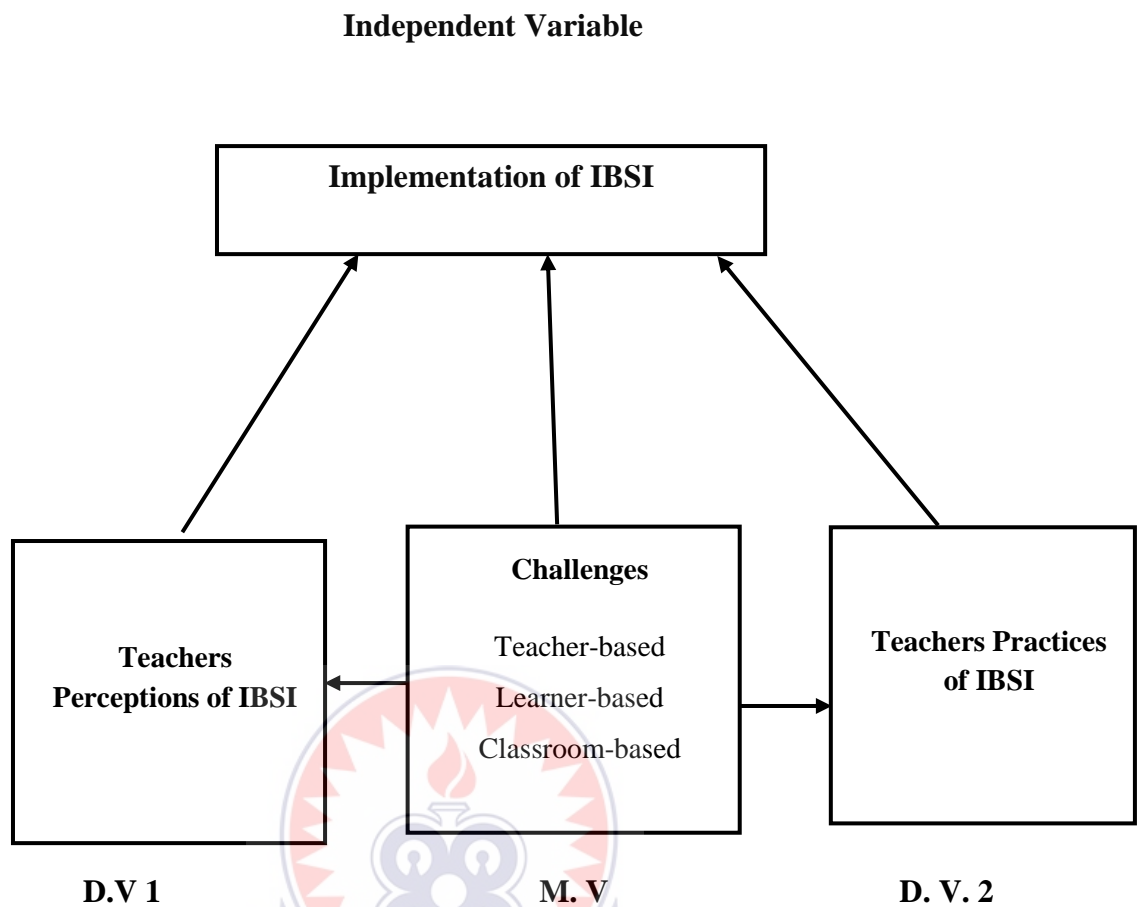 Independent Variable
Implementation of IBSI
Teachers
Perceptions of IBSI
Challenges
Teacher-based
Learner-based
Classroom-based
Teachers Practices
of IBSI
D.V 1
M. V
D. V. 2